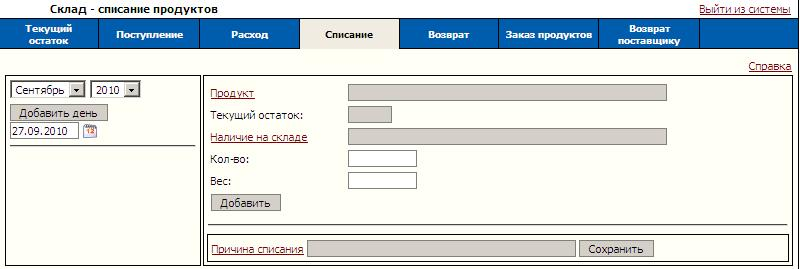 Склад - списание продуктов
Выйти из системы
Текущий остаток
Поступление
Расход
Списание
Возврат
Заказ продуктов
Возврат поставщику
Справка
Сентябрь
2010
Добавить день
27.09.2010
12
Продукт
Текущий остаток:
Наличие на складе
Кол-во:
Вес:
Добавить
Причина списания
Сохранить